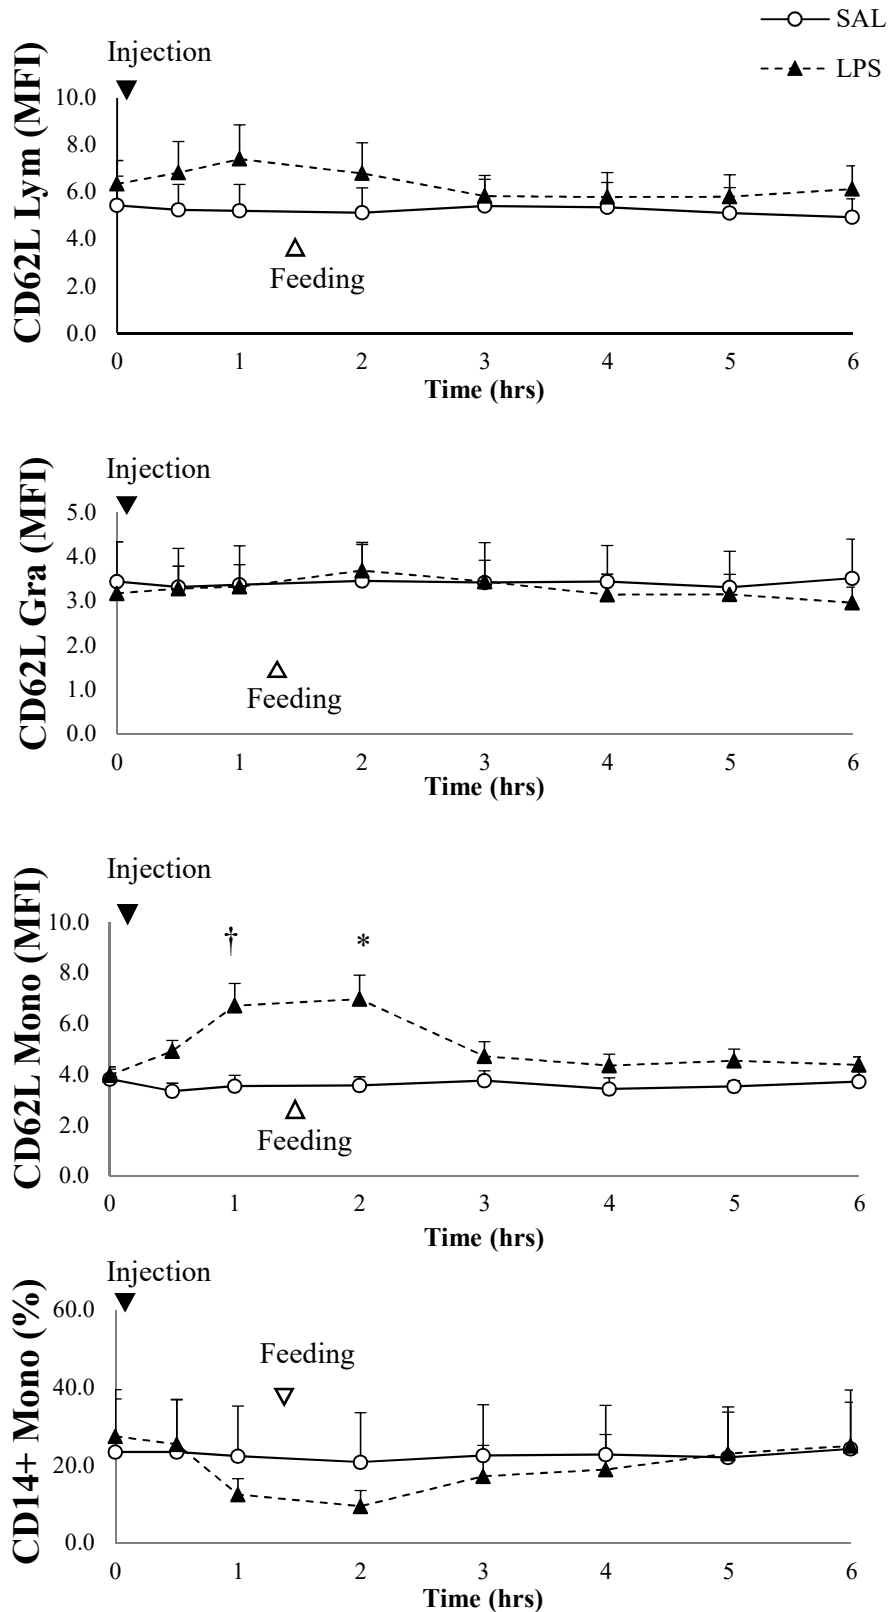 SAL
LPS
Injection
CD62L Lym (MFI)
10.0
8.0
6.0
4.0
2.0
0.0
Feeding
0 1 2 3 4 5 6
Time (hrs)
Injection
CD62L Gra (MFI)
5.0
4.0
3.0
2.0
1.0
0.0
Feeding
0 1 2 3 4 5 6
Time (hrs)
Injection
CD62L Mono (MFI)
10.0
† *
8.0
6.0
4.0
2.0
0.0
Feeding
0 1 2 3 4 5 6
Time (hrs)
Injection
CD14+ Mono (%)
60.0
Feeding
40.0
20.0
0.0
0 1 2 3 4 5 6
Time (hrs)